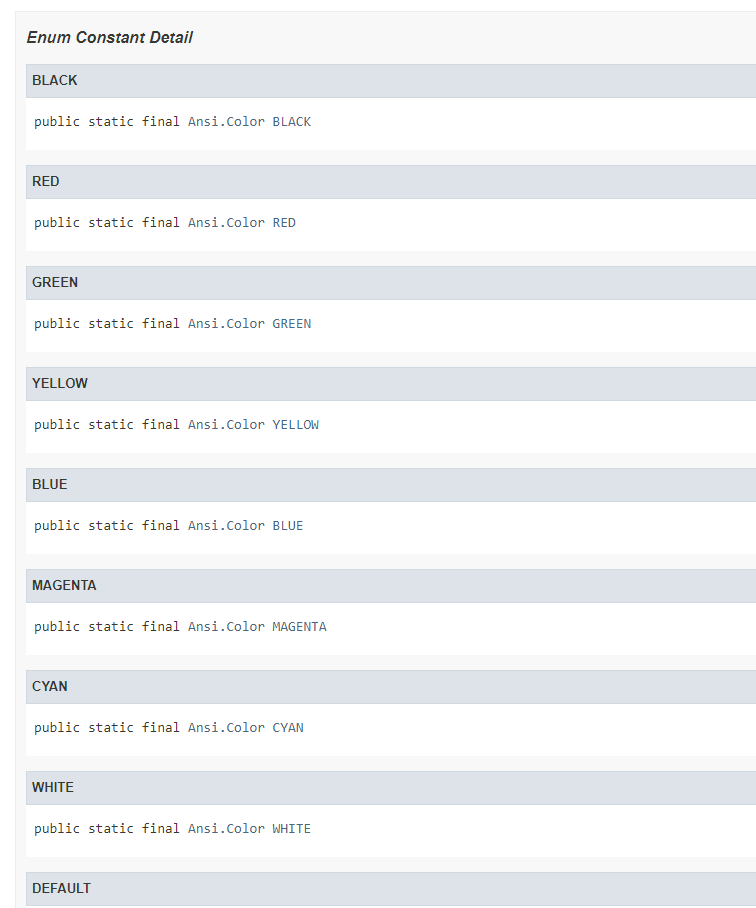 Enum Constant Detail
BLACK
public static final Ansi.Color BLACK
RED
public static final Ansi.Color RED
GREEN
public static final Ansi.Color GREEN
YELLOW
public static final Ansi.Color YELLOW
BLUE
public static final Ansi.Color BLUE
MAGENTA
public static final Ansi.Color MAGENTA
CYAN
public static final Ansi.Color CYAN
WHITE
public static final Ansi.Color WHITE
DEFAULT